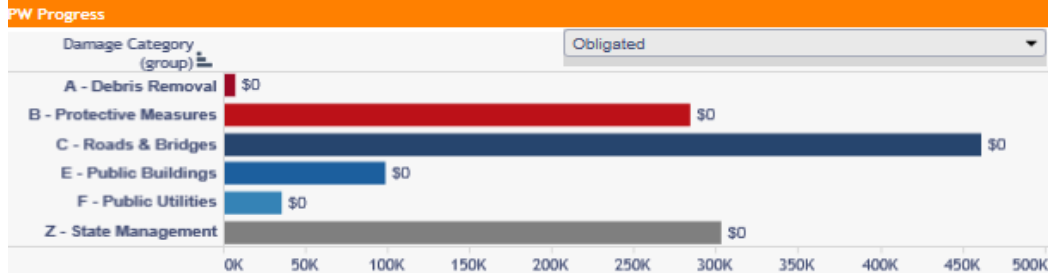 PW Progress
Damage Category
(group)
Obligated
A - Debris Removal $0
B - Protective Measures $0
C - Roads & Bridges $0
E - Public Buildings $0
F - Public Utilities $0
Z - State Management $0
0K 50K 100K 150K 200K 250K 300K 350K 400K 450K 500K